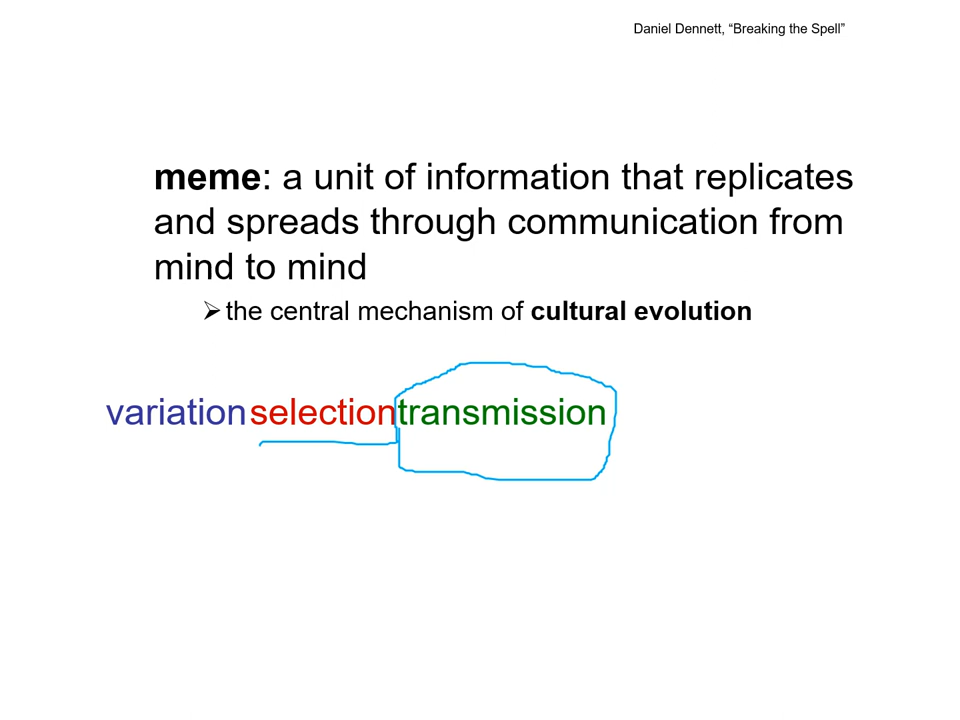 Daniel Dennett, “Breaking the Spell”
meme: a unit of information that replicates
and spreads through communication from
mind to mind
➢ the central mechanism of cultural evolution
variation selection transmission